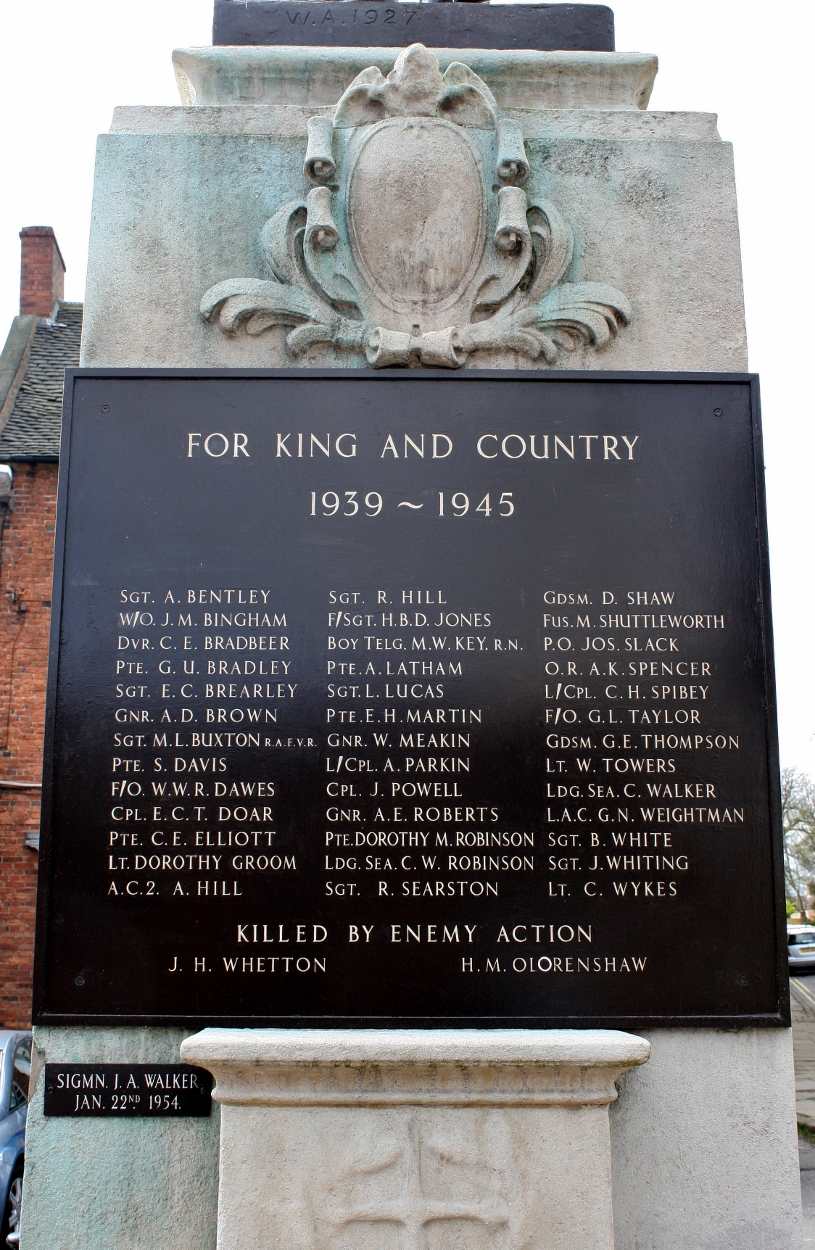 W.A. 1927
FOR KING AND COUNTRY
1939 ~ 1945
SGT. A. BENTLEY
W/O. J. M. BINGHAM
DVR. C. E. BRADBEER
PTE. G. U. BRADLEY
SGT. E. C. BREARLEY
GNR. A. D. BROWN
SGT. M. L. BUXTON R.A.F.V.R.
PTE. S. DAVIS
F/O. W. W. R. DAWES
CPL. E. C. T. DOAR
PTE. C. E. ELLIOTT
LT. DOROTHY GROOM
A.C.2. A. HILL
SGT. R. HILL
F/SGT. H. B. D. JONES
BOY TELG. M. W. KEY. R.N.
PTE. A. LATHAM
SGT. L. LUCAS
PTE. E. H. MARTIN
GNR. W. MEAKIN
L/CPL. A. PARKIN
CPL. J. POWELL
GNR. A. E. ROBERTS
PTE. DOROTHY M. ROBINSON
LDG. SEA. C. W. ROBINSON
SGT. R. SEARSTON
GDSM. D. SHAW
FUS. M. SHUTTLEWORTH
P.O. JOS. SLACK
O.R. A. K. SPENCER
L/CPL. C. H. SPIBEY
F/O. G. L. TAYLOR
GDSM. G. E. THOMPSON
LT. W. TOWERS
LDG. SEA. C. WALKER
L.A.C. G. N. WEIGHTMAN
SGT. B. WHITE
SGT. J. WHITING
LT. C. WYKES
KILLED BY ENEMY ACTION
J. H. WHETTON H. M. OLORENSHAW
SIGMN. J. A. WALKER
JAN. 22ND. 1954.